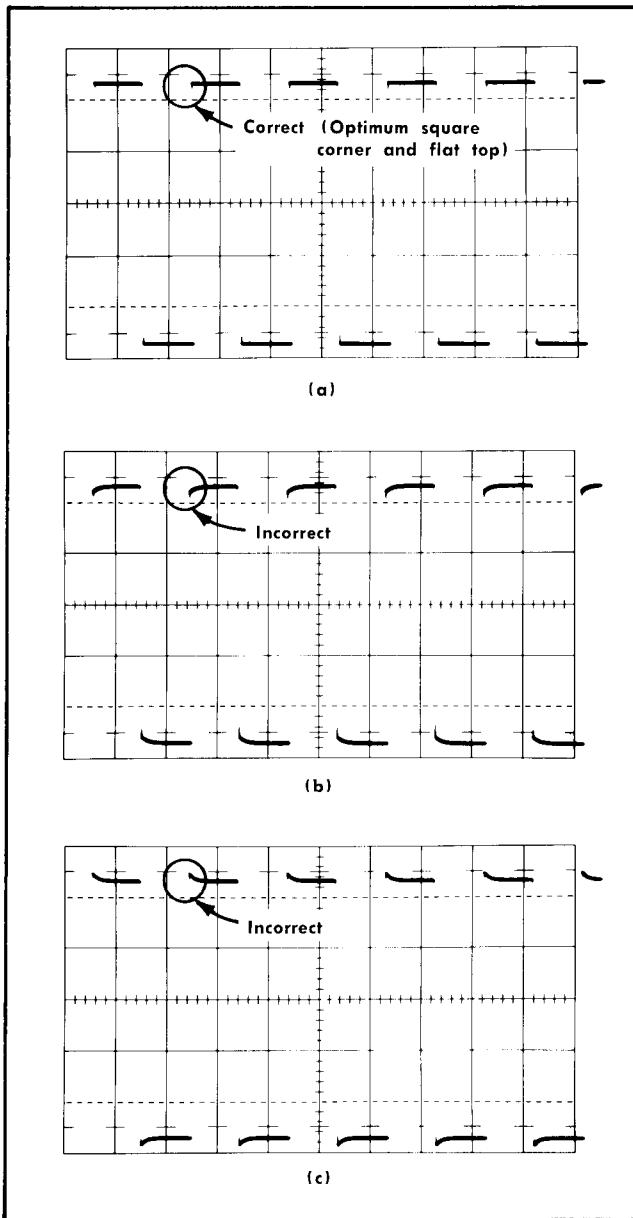 Correct (Optimum square
corner and flat top)
(a)
Incorrect
(b)
Incorrect
(c)